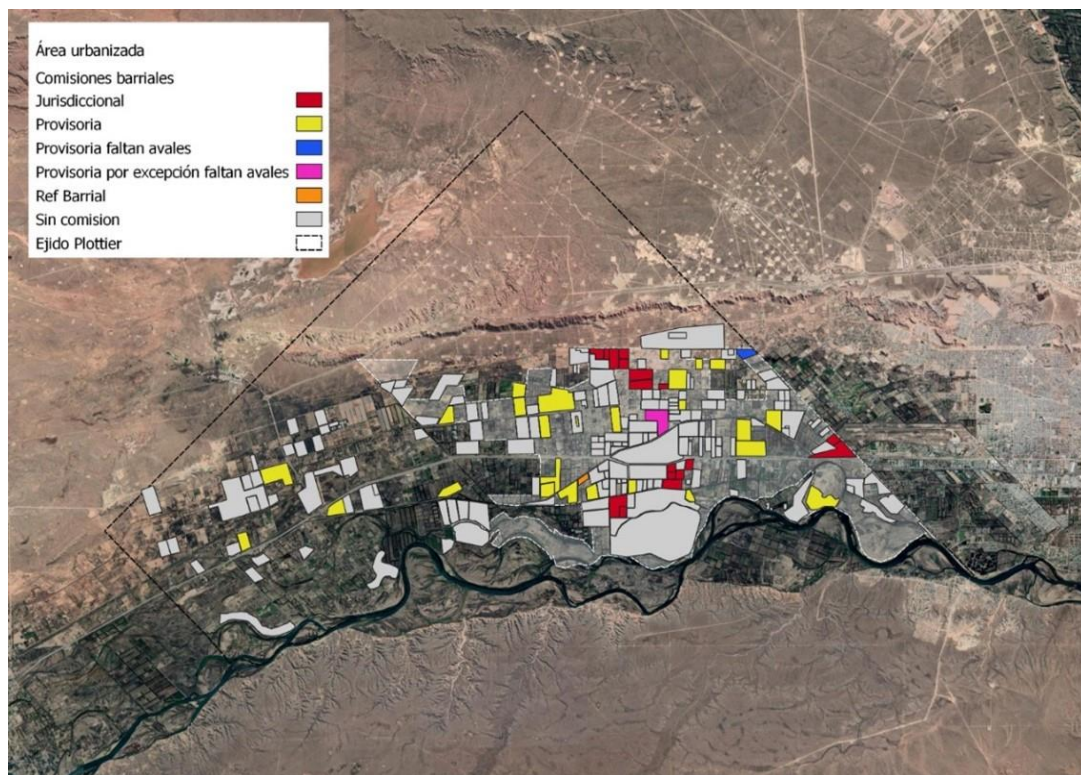 Área urbanizada
Comisiones barriales
Jurisdiccional
Provisoria
Provisoria faltan avales
Provisoria por excepción faltan avales
Ref Barrial
Sin comision
Ejido Plottier